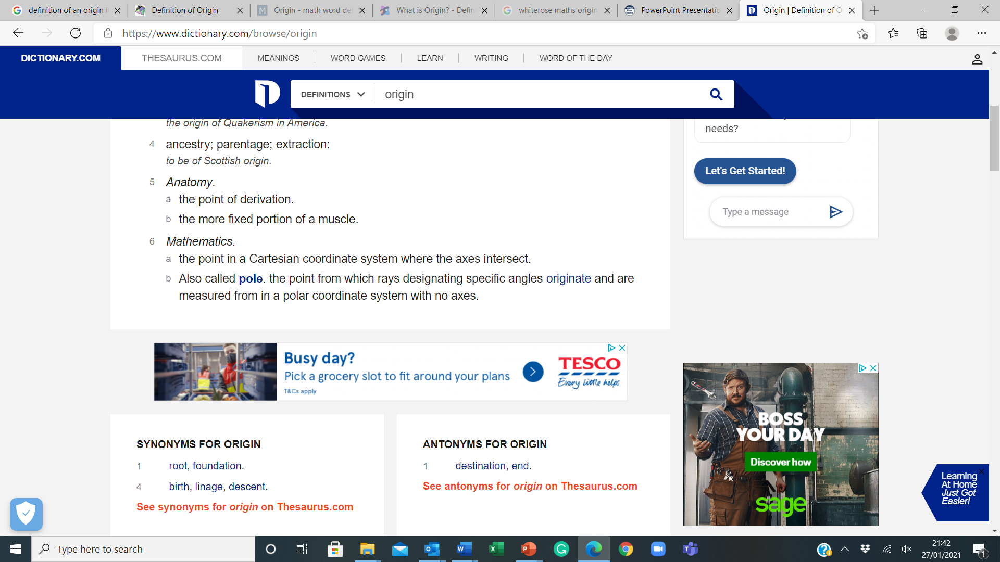 definition of an origin i
Definition of Origin
Origin - math word def
What is Origin? - Defin
whiterose maths origin
PowerPoint Presentatio
Origin | Definition of O
https://www.dictionary.com/browse/origin
DICTIONARY.COM
THESAURUS.COM
MEANINGS
WORD GAMES
LEARN
WRITING
WORD OF THE DAY
DEFINITIONS
origin
the origin of Quakerism in America.
4 ancestry; parentage; extraction:
to be of Scottish origin.
5 Anatomy.
a the point of derivation.
b the more fixed portion of a muscle.
6 Mathematics.
a the point in a Cartesian coordinate system where the axes intersect.
b Also called pole. the point from which rays designating specific angles originate and are
measured from in a polar coordinate system with no axes.
needs?
Let's Get Started!
Type a message
Busy day?
Pick a grocery slot to fit around your plans
T&Cs apply
TESCO
Every little helps
SYNONYMS FOR ORIGIN
1 root, foundation.
4 birth, linage, descent.
See synonyms for origin on Thesaurus.com
ANTONYMS FOR ORIGIN
1 destination, end.
See antonyms for origin on Thesaurus.com
BOSS
YOUR DAY
Discover how
sage
Learning
At Home
Just Got
Easier!
Type here to search
21:42
27/01/2021
1